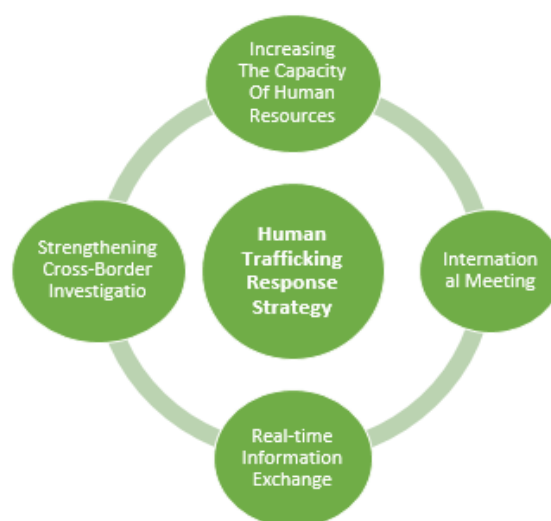 Increasing
The Capacity
Of Human
Resources
Strengthening
Cross-Border
Investigatio
Human
Trafficking
Response
Strategy
Internation
al Meeting
Real-time
Information
Exchange